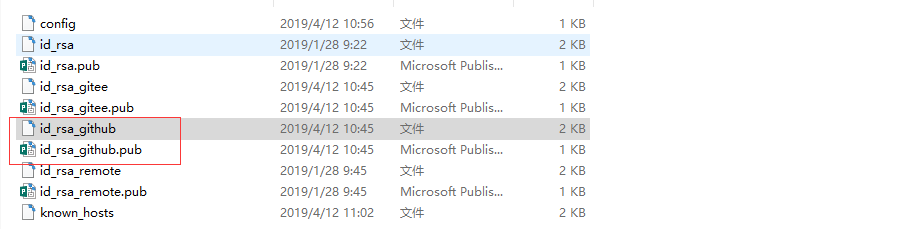 config 2019/4/12 10:56 文件 1 KB
id_rsa 2019/1/28 9:22 文件 2 KB
id_rsa.pub 2019/1/28 9:22 Microsoft Publis... 1 KB
id_rsa_gitee 2019/4/12 10:45 文件 2 KB
id_rsa_gitee.pub 2019/4/12 10:45 Microsoft Publis... 1 KB
id_rsa_github 2019/4/12 10:45 文件 2 KB
id_rsa_github.pub 2019/4/12 10:45 Microsoft Publis... 1 KB
id_rsa_remote 2019/1/28 9:45 文件 2 KB
id_rsa_remote.pub 2019/1/28 9:45 Microsoft Publis... 1 KB
known_hosts 2019/4/12 11:02 文件 2 KB